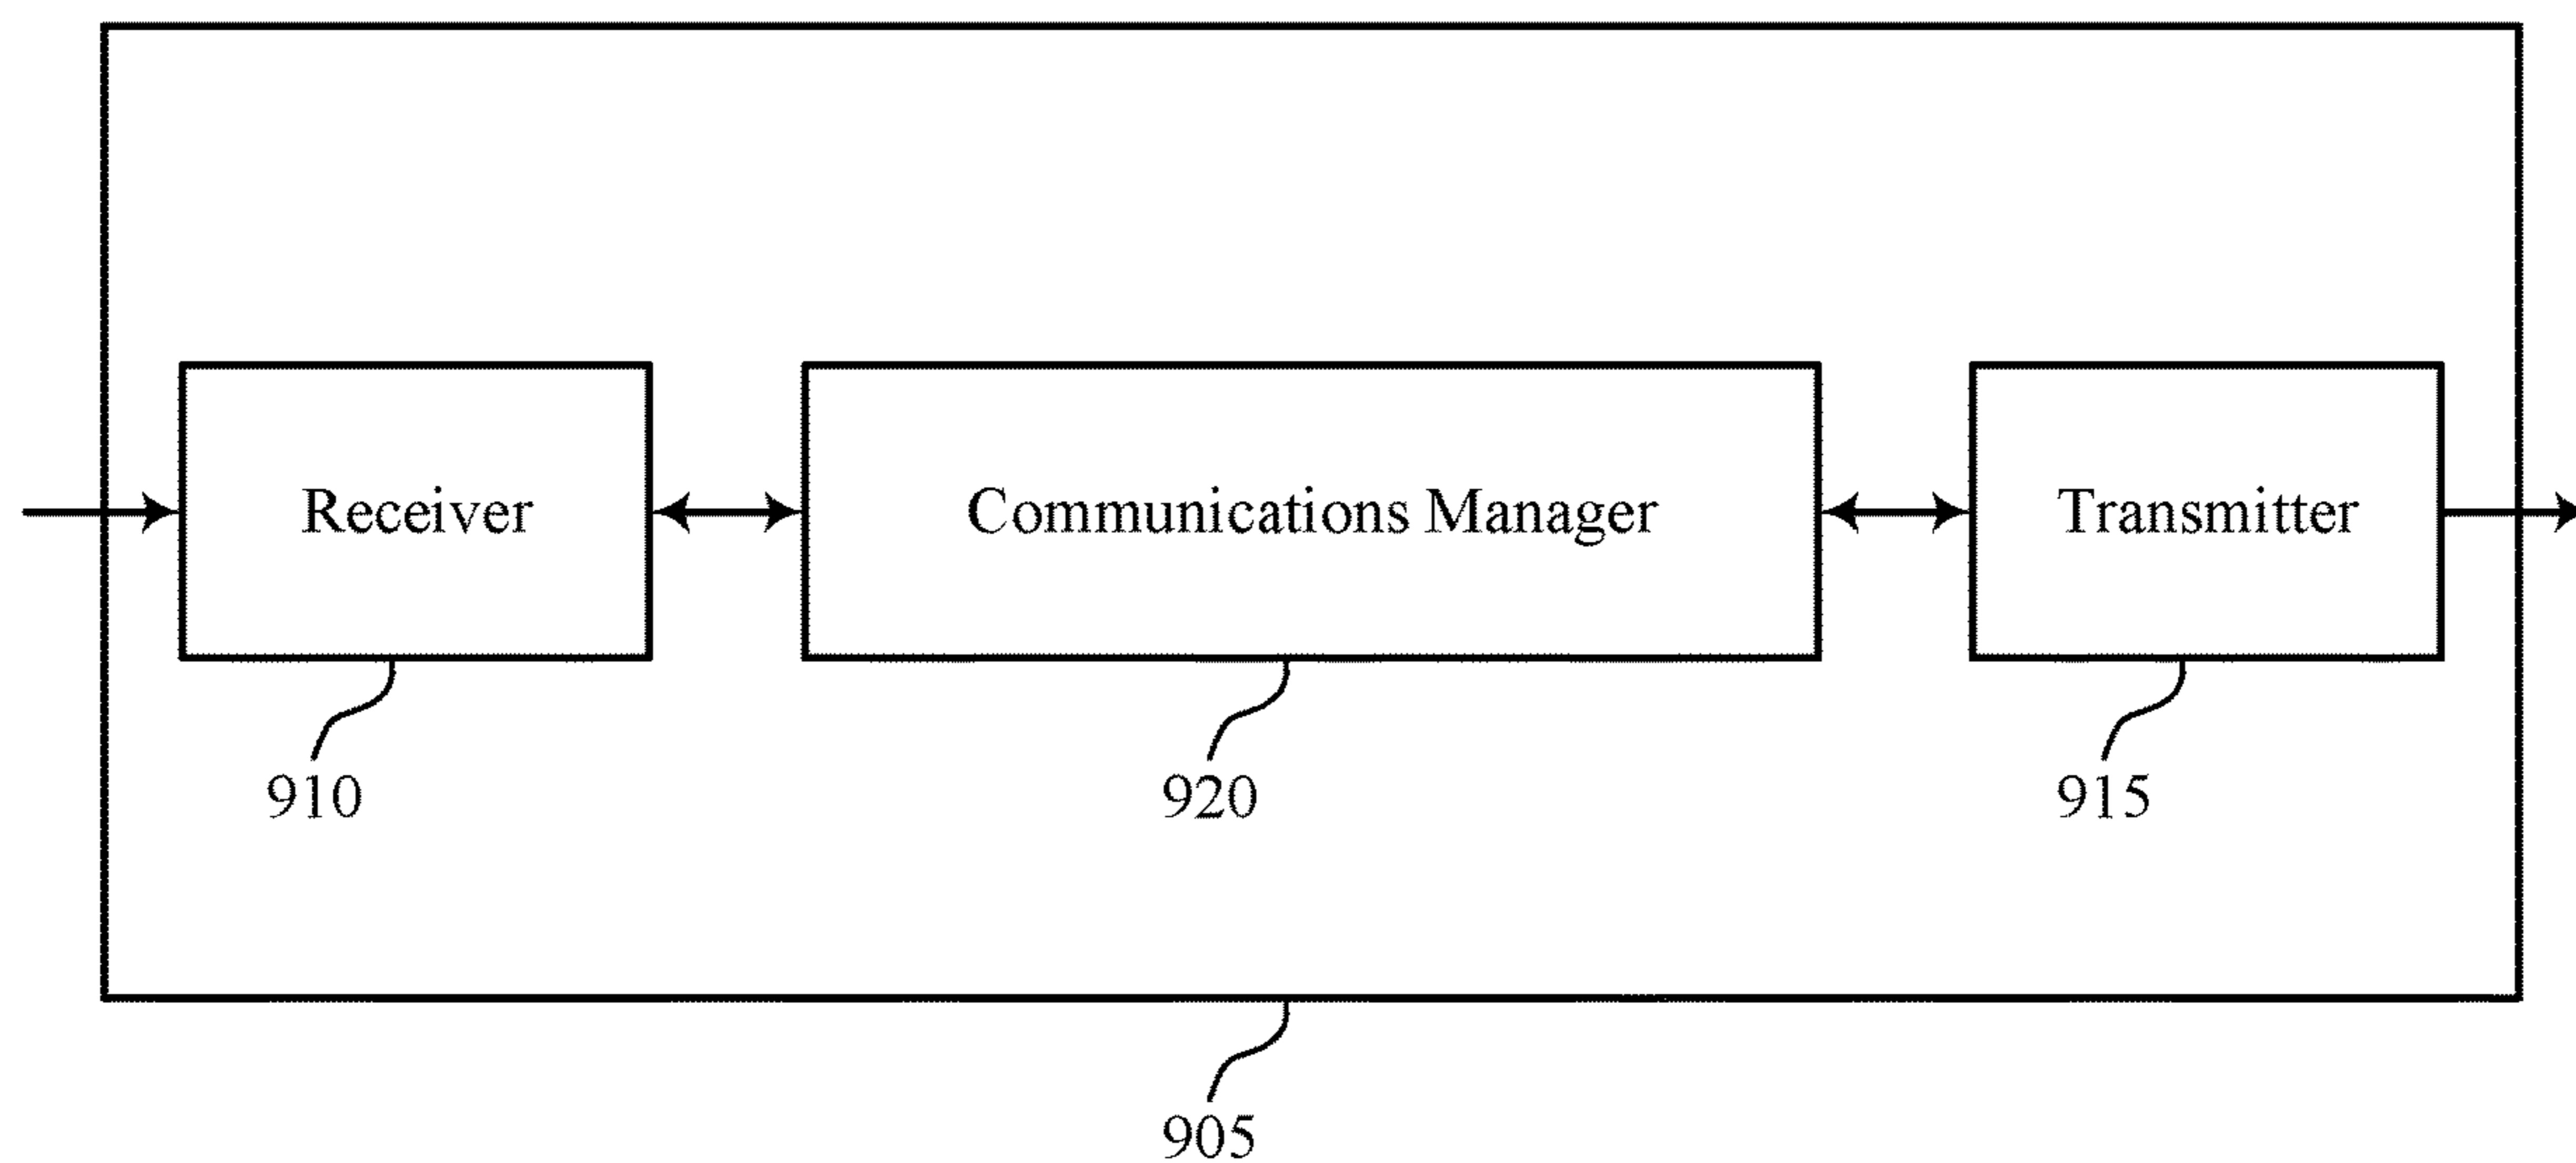 Receiver
Communications Manager
Transmitter
910
920
915
905